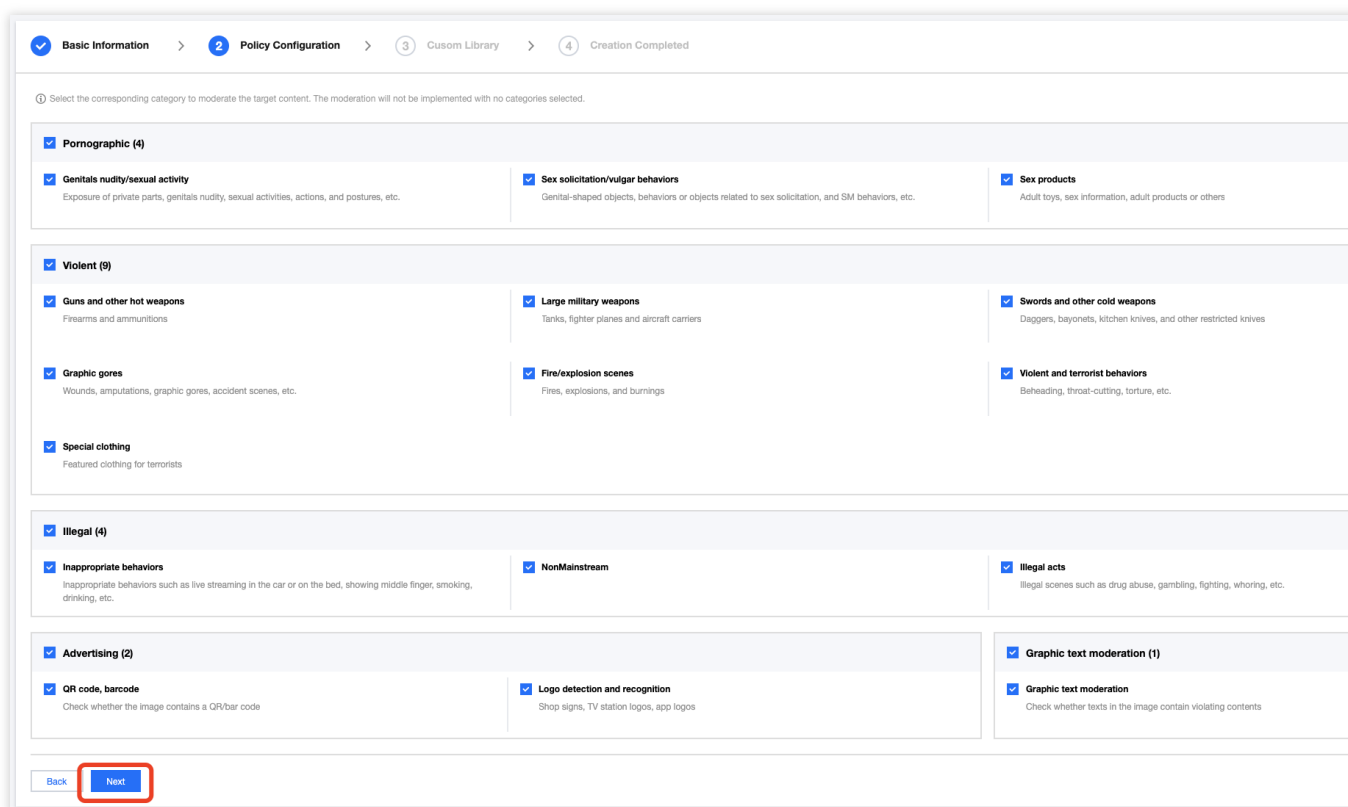 Basic Information > 2 Policy Configuration > 3 Cusom Library > 4 Creation Completed
Select the corresponding category to moderate the target content. The moderation will not be implemented with no categories selected.
Pornographic (4)
Genitals nudity/sexual activity
Exposure of private parts, genitals nudity, sexual activities, actions, and postures, etc.
Sex solicitation/vulgar behaviors
Genital-shaped objects, behaviors or objects related to sex solicitation, and SM behaviors, etc.
Sex products
Adult toys, sex information, adult products or others
Violent (9)
Guns and other hot weapons
Firearms and ammunitions
Large military weapons
Tanks, fighter planes and aircraft carriers
Swords and other cold weapons
Daggers, bayonets, kitchen knives, and other restricted knives
Graphic gores
Wounds, amputations, graphic gores, accident scenes, etc.
Fire/explosion scenes
Fires, explosions, and burnings
Violent and terrorist behaviors
Beheading, throat-cutting, torture, etc.
Special clothing
Featured clothing for terrorists
Illegal (4)
Inappropriate behaviors
Inappropriate behaviors such as live streaming in the car or on the bed, showing middle finger, smoking,
drinking, etc.
NonMainstream
Illegal acts
Illegal scenes such as drug abuse, gambling, fighting, whoring, etc.
Advertising (2)
QR code, barcode
Check whether the image contains a QR/bar code
Logo detection and recognition
Shop signs, TV station logos, app logos
Graphic text moderation (1)
Graphic text moderation
Check whether texts in the image contain violating contents
Back
Next